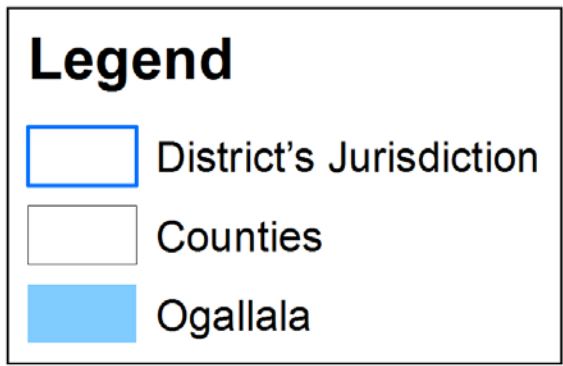 Legend
District’s Jurisdiction
Counties
Ogallala